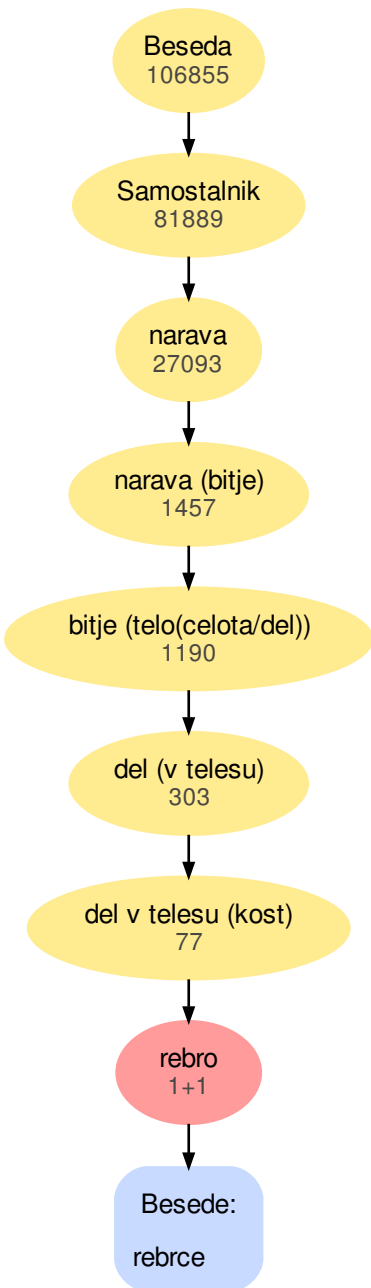 Beseda
106855
Samostalnik
81889
narava
27093
narava (bitje)
1457
bitje (telo(celota/del))
1190
del (v telesu)
303
del v telesu (kost)
77
rebro
1+1
Besede:
rebrce